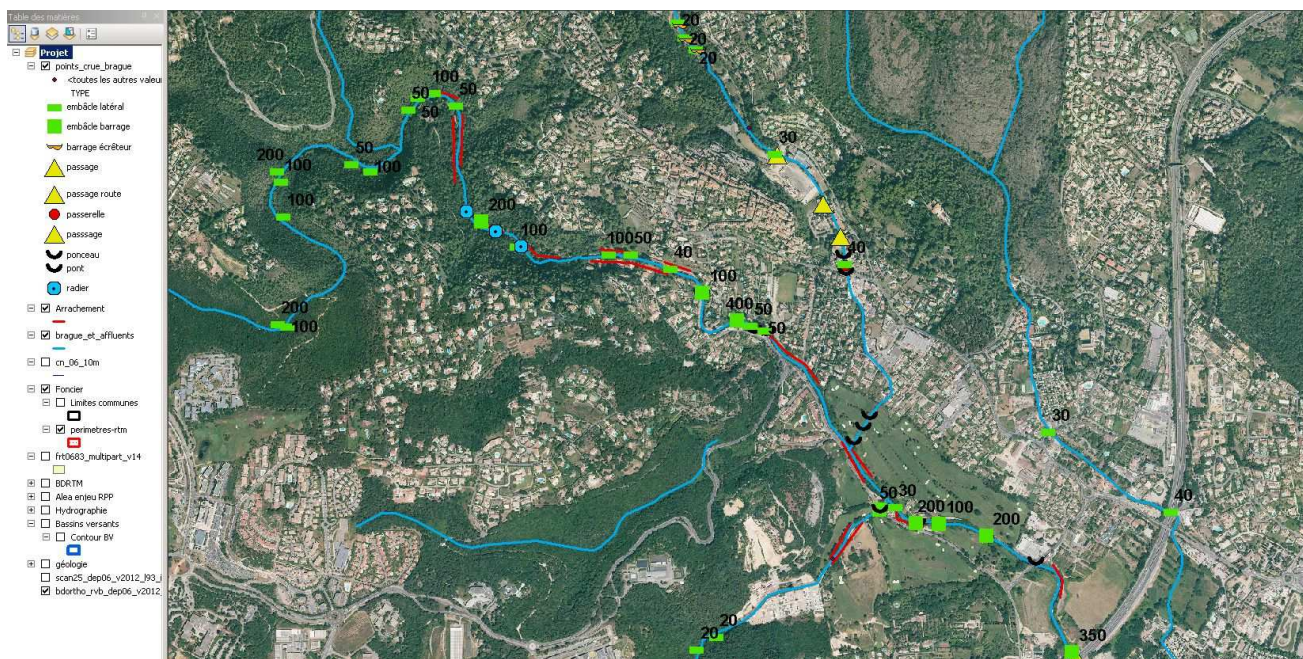 Table des matières
Projet
points_crue_brague
<toutes les autres valeur
TYPE
embâcle latéral
embâcle barrage
barrage écrêteur
passage
passage route
passerelle
passsage
ponceau
pont
radier
Arrachement
brague_et_affluents
cn_06_10m
Foncier
Limites communes
perimetres-rtm
frt0683_multipart_v14
BDRTM
Alea enjeu RPP
Hydrographie
Bassins versants
Contour BV
géologie
scan25_dep06_v2012_l93_i
bdortho_rvb_dep06_v2012_
20
20
20
100
50
50
50
30
50
200
100
100
100
200
100
100
50
40
40
100
400
50
50
200
100
30
50
30
200
100
200
40
20
20
350